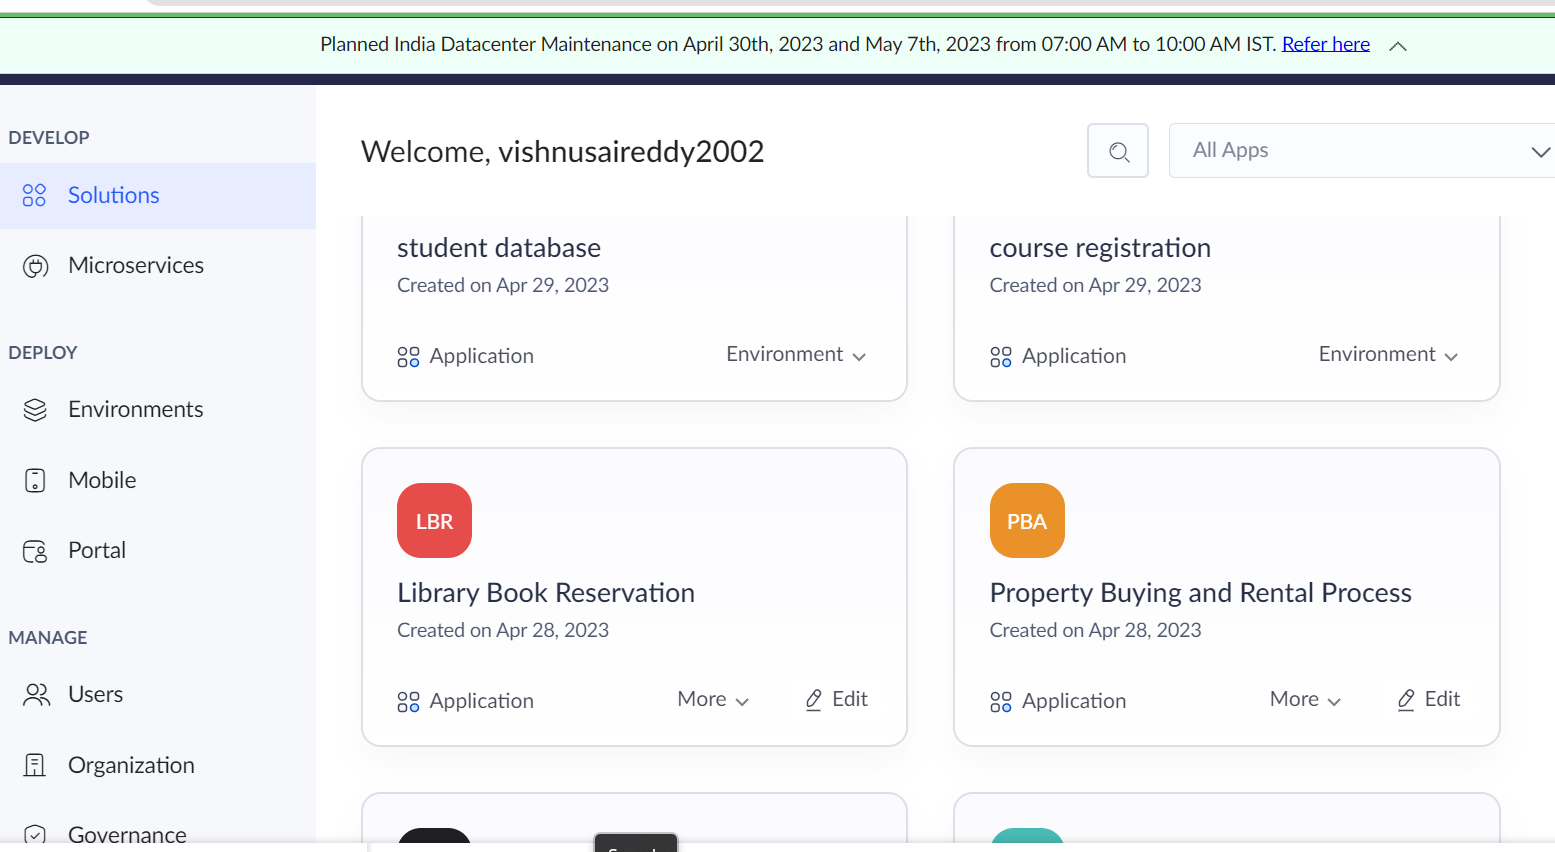 Planned India Datacenter Maintenance on April 30th, 2023 and May 7th, 2023 from 07:00 AM to 10:00 AM IST. Refer here
DEVELOP
Solutions
Microservices
DEPLOY
Environments
Mobile
Portal
MANAGE
Users
Organization
Governance
Welcome, vishnusaireddy2002
All Apps
student database
Created on Apr 29, 2023
Application Environment
course registration
Created on Apr 29, 2023
Application Environment
LBR
Library Book Reservation
Created on Apr 28, 2023
Application More Edit
PBA
Property Buying and Rental Process
Created on Apr 28, 2023
Application More Edit